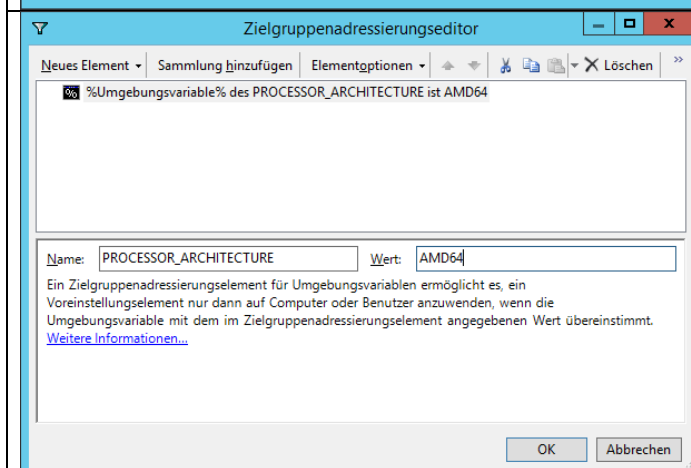 Zielgruppenadressierungseditor
Neues Element Sammlung hinzufügen Elementoptionen Löschen »
%Umgebungsvariable% des PROCESSOR_ARCHITECTURE ist AMD64
Name: PROCESSOR_ARCHITECTURE Wert: AMD64
Ein Zielgruppenadressierungselement für Umgebungsvariablen ermöglicht es, ein
Voreinstellungselement nur dann auf Computer oder Benutzer anzuwenden, wenn die
Umgebungsvariable mit dem im Zielgruppenadressierungselement angegebenen Wert übereinstimmt.
Weitere Informationen...
OK Abbrechen